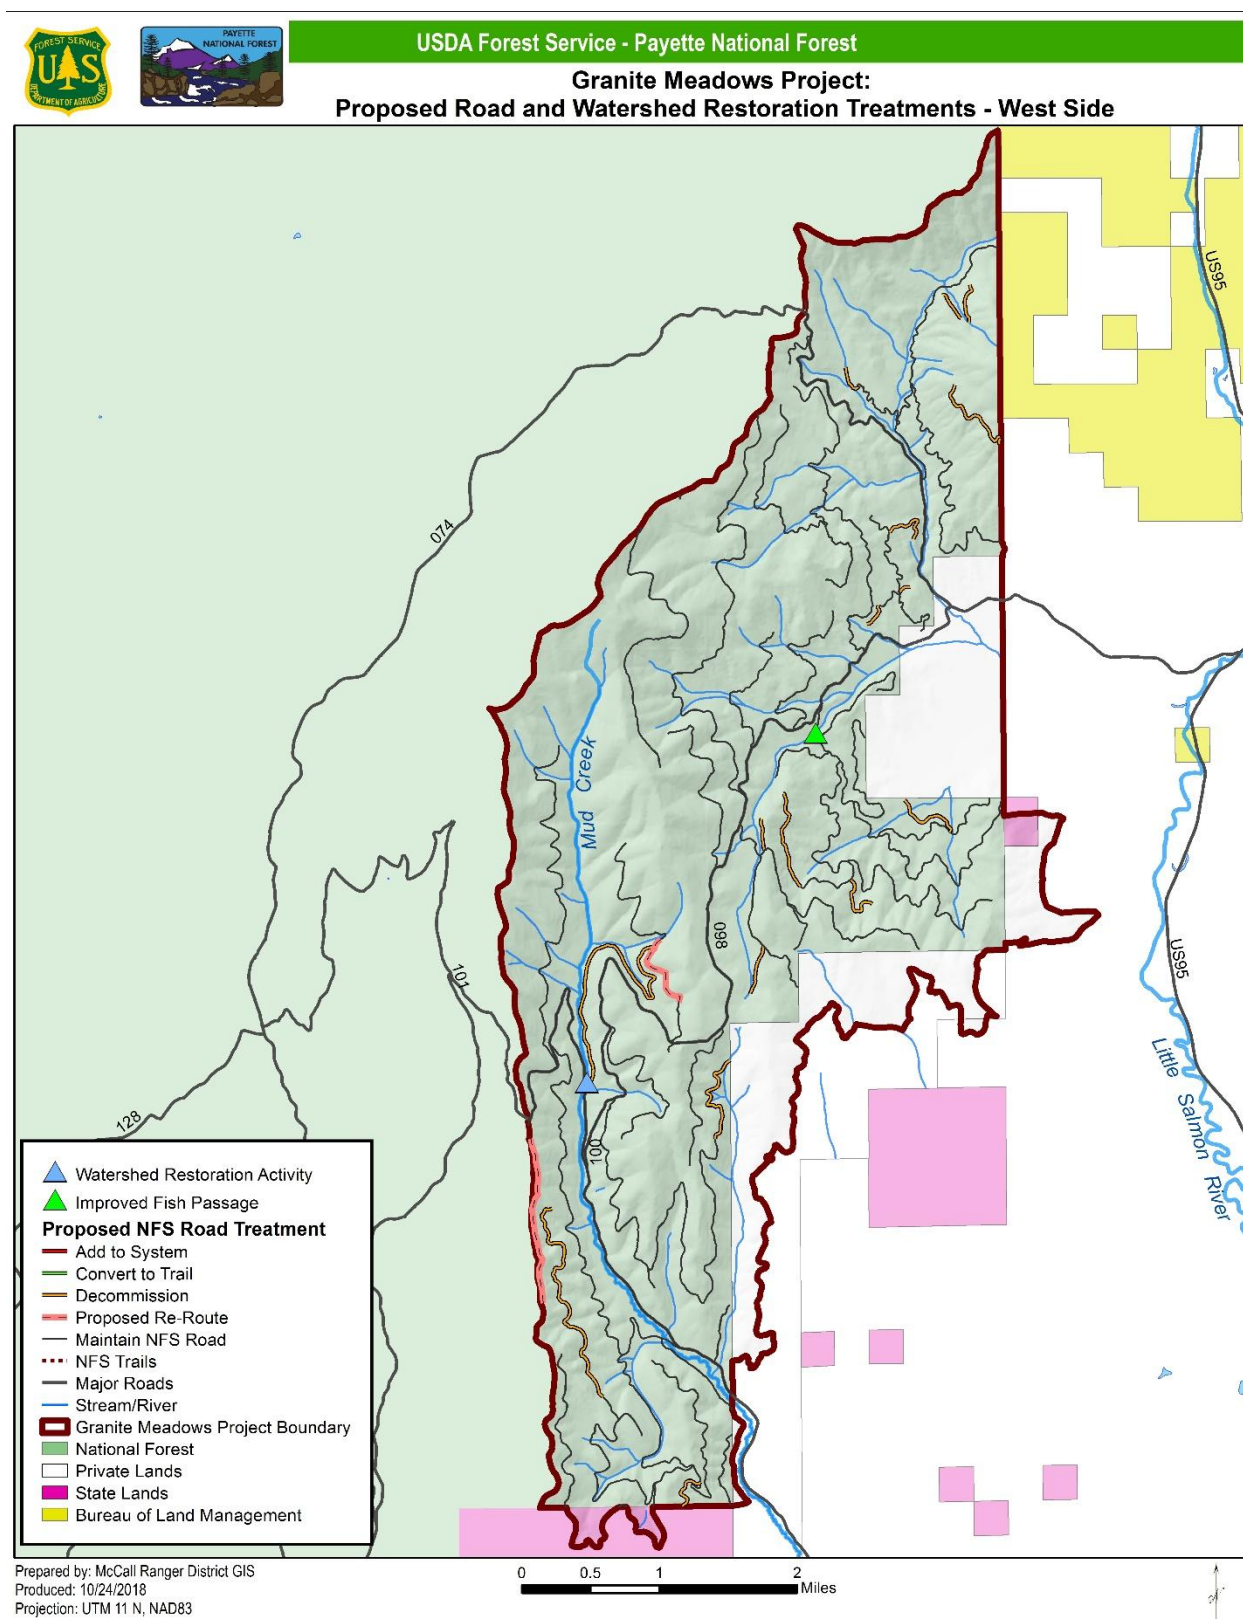 FOREST SERVICE
U S
DEPARTMENT OF AGRICULTURE
PAYETTE
NATIONAL FOREST
USDA Forest Service - Payette National Forest
Granite Meadows Project:
Proposed Road and Watershed Restoration Treatments - West Side
US95
074
Mud Creek
098
101
US95
Little Salmon River
128
100
Watershed Restoration Activity
Improved Fish Passage
Proposed NFS Road Treatment
Add to System
Convert to Trail
Decommission
Proposed Re-Route
Maintain NFS Road
NFS Trails
Major Roads
Stream/River
Granite Meadows Project Boundary
National Forest
Private Lands
State Lands
Bureau of Land Management
Prepared by: McCall Ranger District GIS
Produced: 10/24/2018
Projection: UTM 11 N, NAD83
0 0.5 1 2
Miles